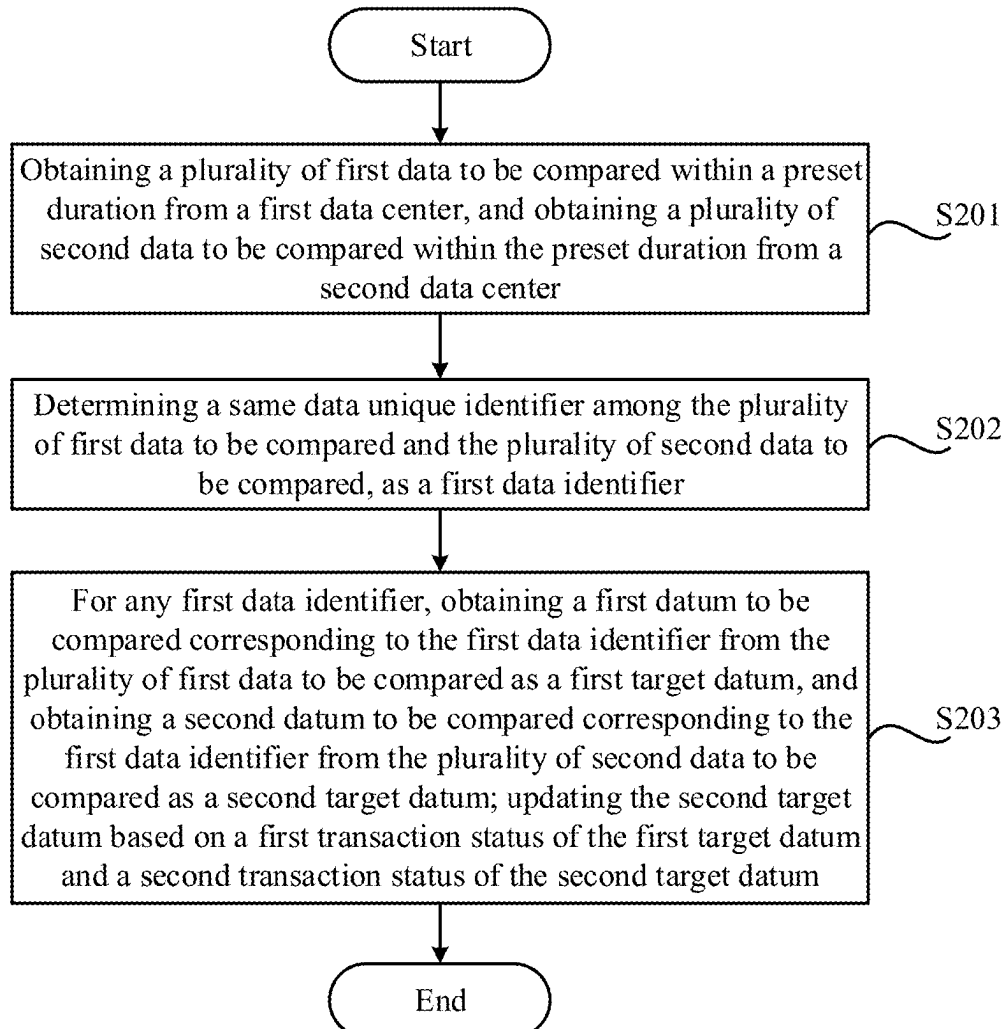 Start
Obtaining a plurality of first data to be compared within a preset
duration from a first data center, and obtaining a plurality of
second data to be compared within the preset duration from a
second data center
S201
Determining a same data unique identifier among the plurality
of first data to be compared and the plurality of second data to
be compared, as a first data identifier
S202
For any first data identifier, obtaining a first datum to be
compared corresponding to the first data identifier from the
plurality of first data to be compared as a first target datum, and
obtaining a second datum to be compared corresponding to the
first data identifier from the plurality of second data to be
compared as a second target datum; updating the second target
datum based on a first transaction status of the first target datum
and a second transaction status of the second target datum
S203
End